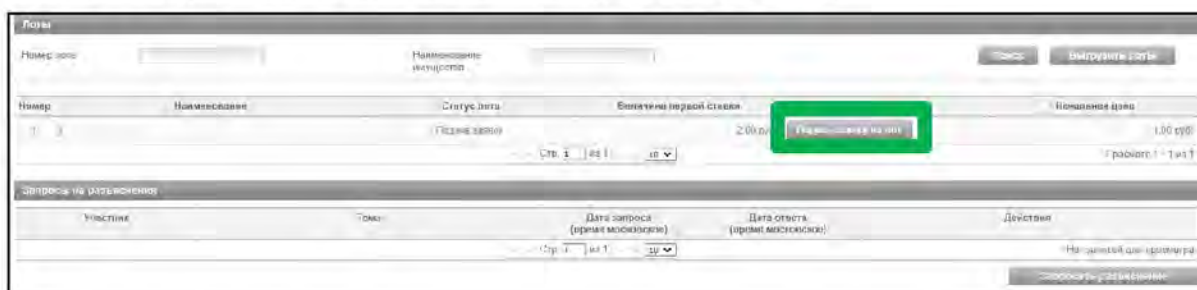 Лоты
Номер лота
Наименование
имущества
Поиск
Выгрузить лоты
Номер Наименование Статус лота Величина первой ставки Начальная цена
1 Подача заявок 2.00 Подать заявку на лот 1.00 руб.
Стр. 1 из 1 10 Просмотр 1 - 1 из 1
Запросы на разъяснения
Участник Тема Дата запроса
(время московское) Дата ответа
(время московское) Действия
Стр. 1 из 1 10 Нет записей для просмотра
Запросить разъяснение